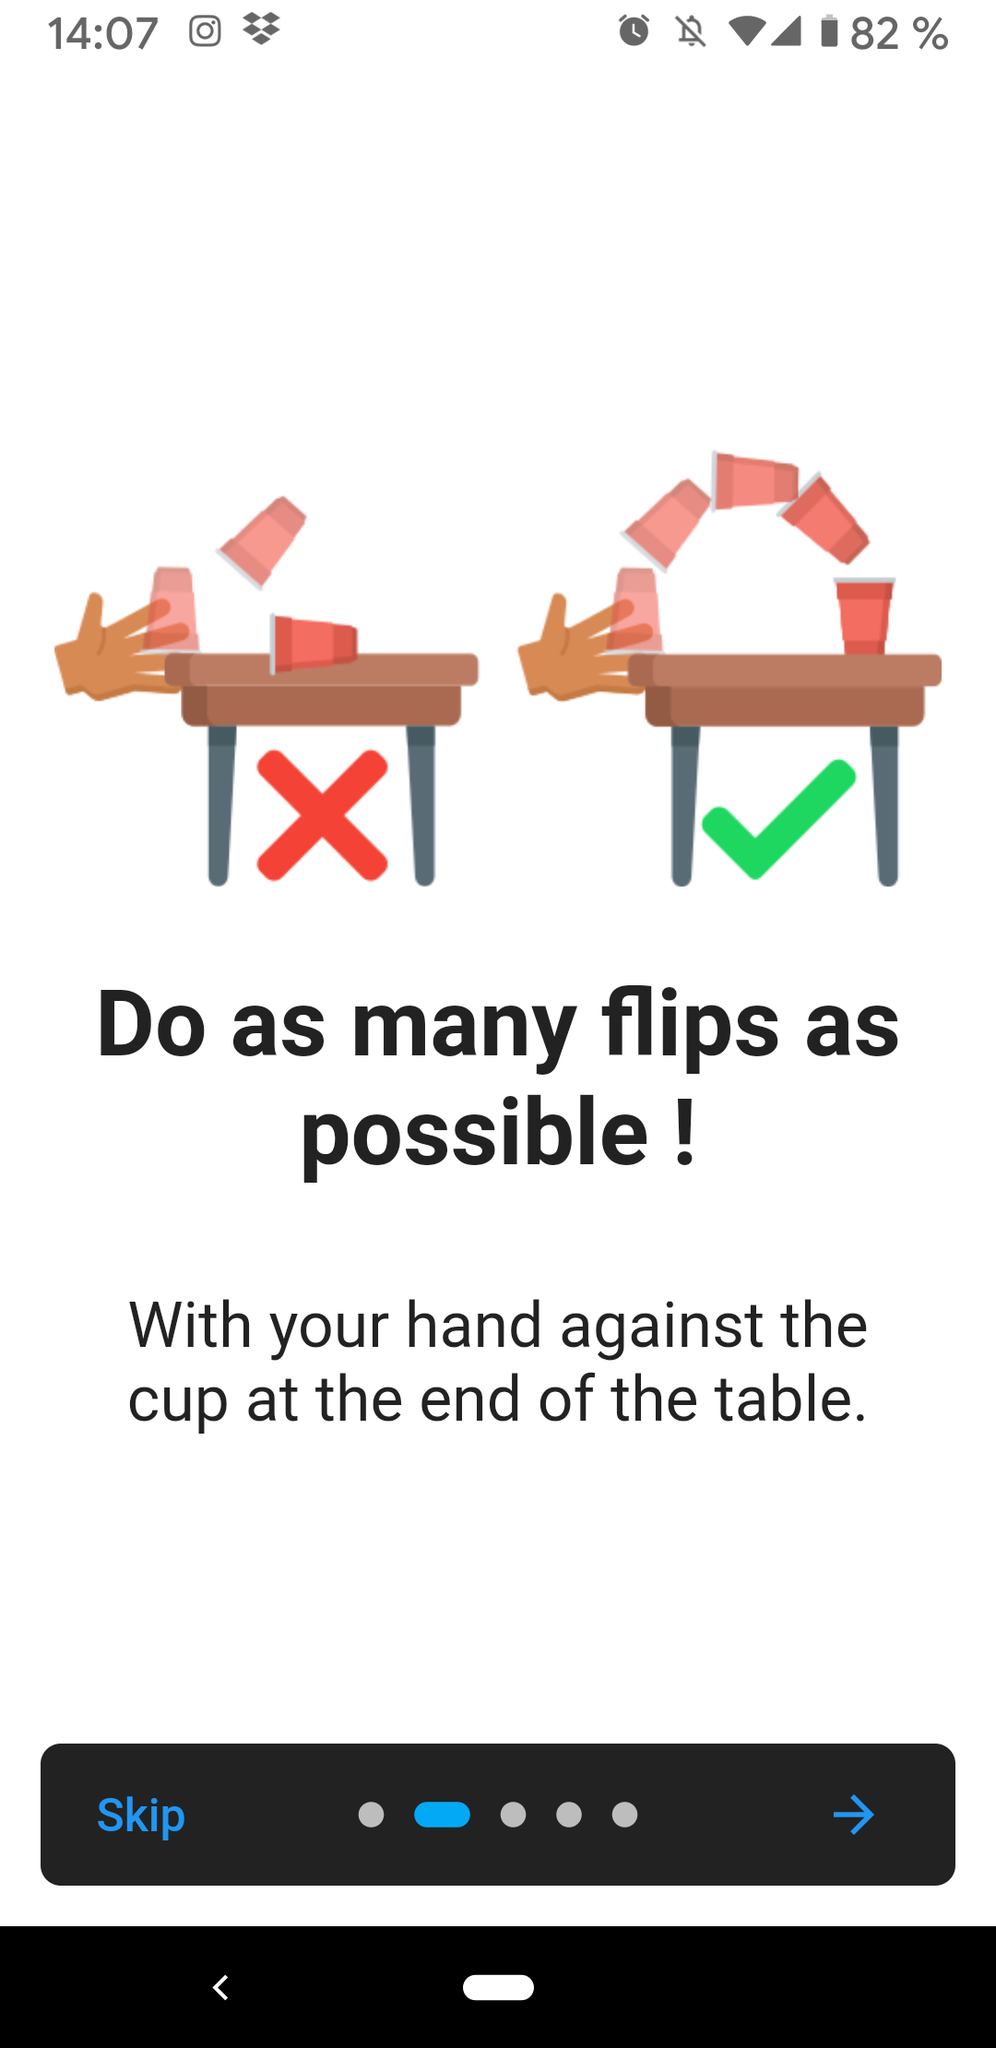 14:07
82 %
Do as many flips as
possible !
With your hand against the
cup at the end of the table.
Skip